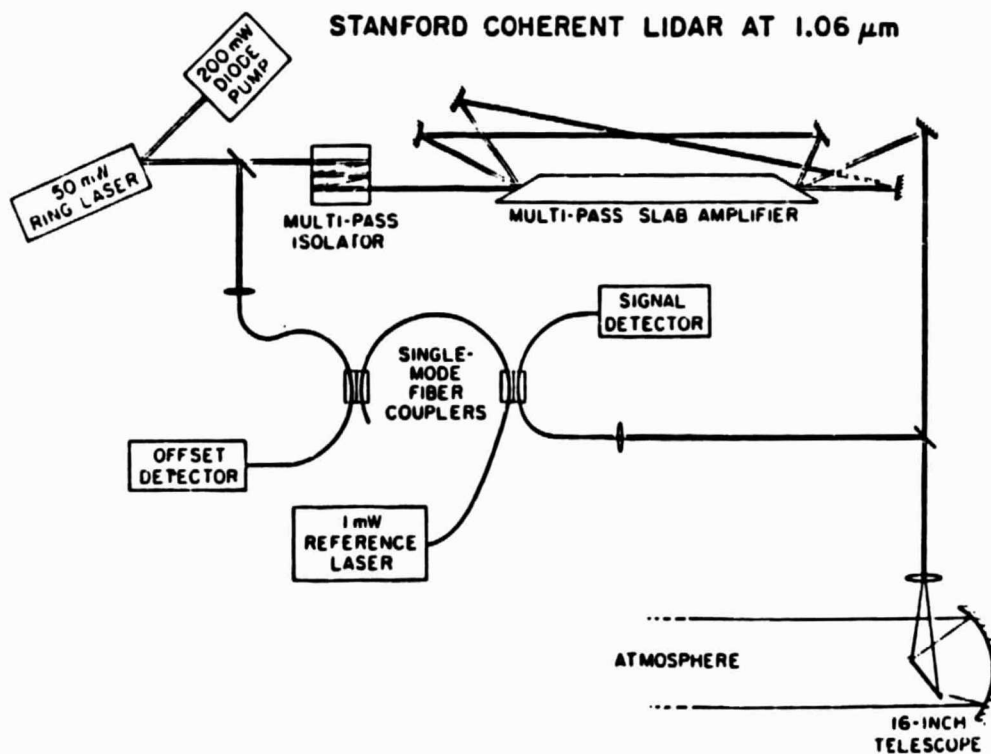 STANFORD COHERENT LIDAR AT 1.06 μm
200 mW
DIODE
PUMP
50 mW
RING LASER
MULTI-PASS
ISOLATOR
MULTI-PASS SLAB AMPLIFIER
SIGNAL
DETECTOR
SINGLE-
MODE
FIBER
COUPLERS
OFFSET
DETECTOR
1 mW
REFERENCE
LASER
ATMOSPHERE
16-INCH
TELESCOPE